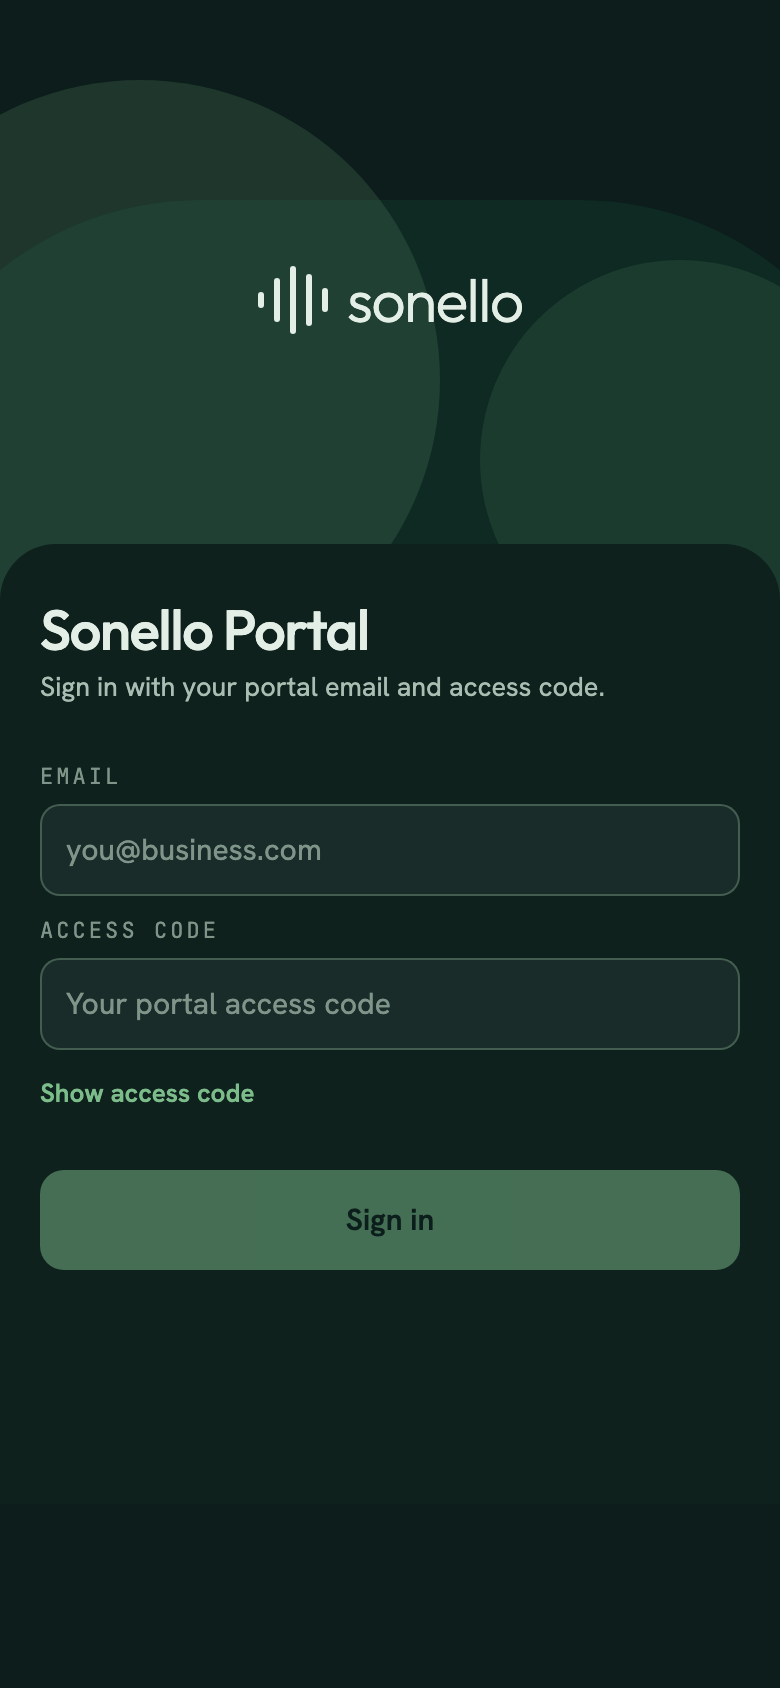 sonello
Sonello Portal
Sign in with your portal email and access code.
EMAIL
you@business.com
ACCESS CODE
Your portal access code
Show access code
Sign in